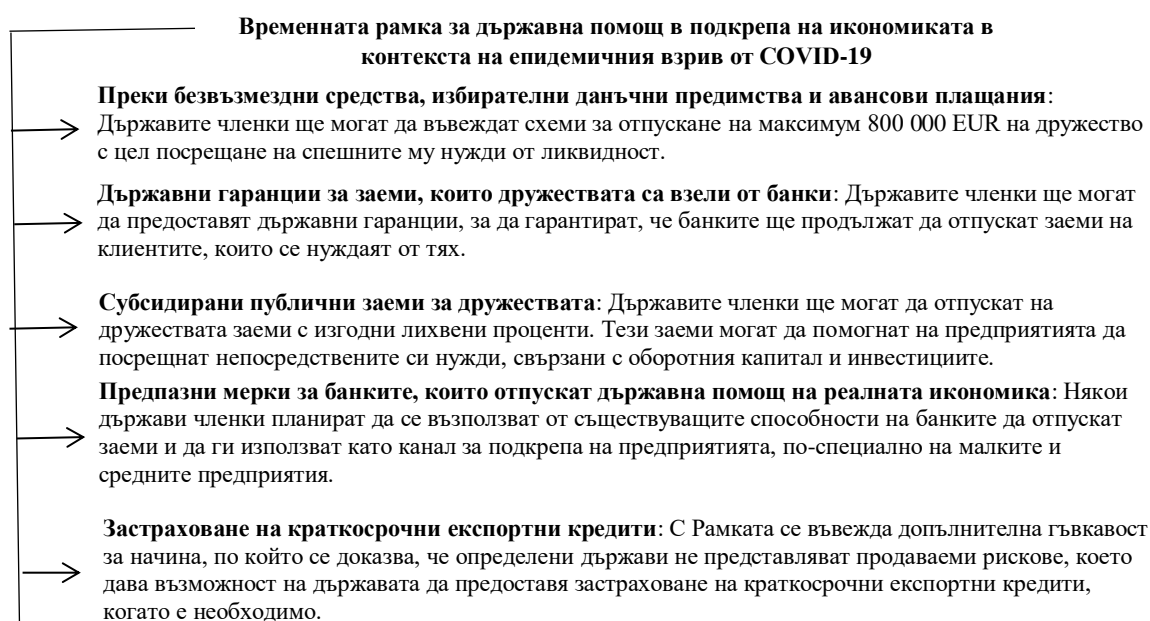 Временната рамка за държавна помощ в подкрепа на икономиката в
контекста на епидемичния взрив от COVID-19
Преки безвъзмездни средства, избирателни данъчни предимства и авансови плащания:
Държавите членки ще могат да въвеждат схеми за отпускане на максимум 800 000 EUR на дружество
с цел посрещане на спешните му нужди от ликвидност.
Държавни гаранции за заеми, които дружествата са взели от банки: Държавите членки ще могат
да предоставят държавни гаранции, за да гарантират, че банките ще продължат да отпускат заеми на
клиентите, които се нуждаят от тях.
Субсидирани публични заеми за дружествата: Държавите членки ще могат да отпускат на
дружествата заеми с изгодни лихвени проценти. Тези заеми могат да помогнат на предприятията да
посрещнат непосредствените си нужди, свързани с оборотния капитал и инвестициите.
Предпазни мерки за банките, които отпускат държавна помощ на реалната икономика: Някои
държави членки планират да се възползват от съществуващите способности на банките да отпускат
заеми и да ги използват като канал за подкрепа на предприятията, по-специално на малките и
средните предприятия.
Застраховане на краткосрочни експортни кредити: С Рамката се въвежда допълнителна гъвкавост
за начина, по който се доказва, че определени държави не представляват продаваеми рискове, което
дава възможност на държавата да предоставя застраховане на краткосрочни експортни кредити,
когато е необходимо.